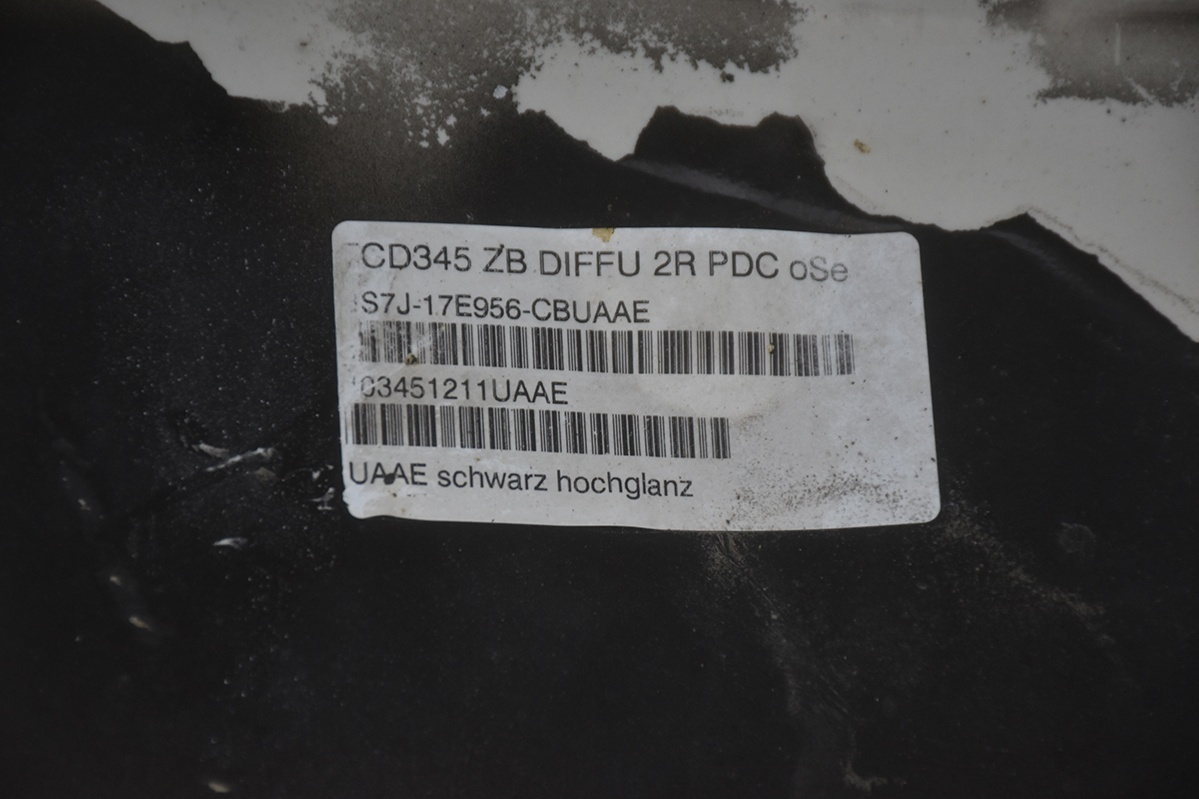 CD345 ZB DIFFU 2R PDC oSe
S7J-17E956-CBUAAE
03451211UAAE
UAAE schwarz hochglanz